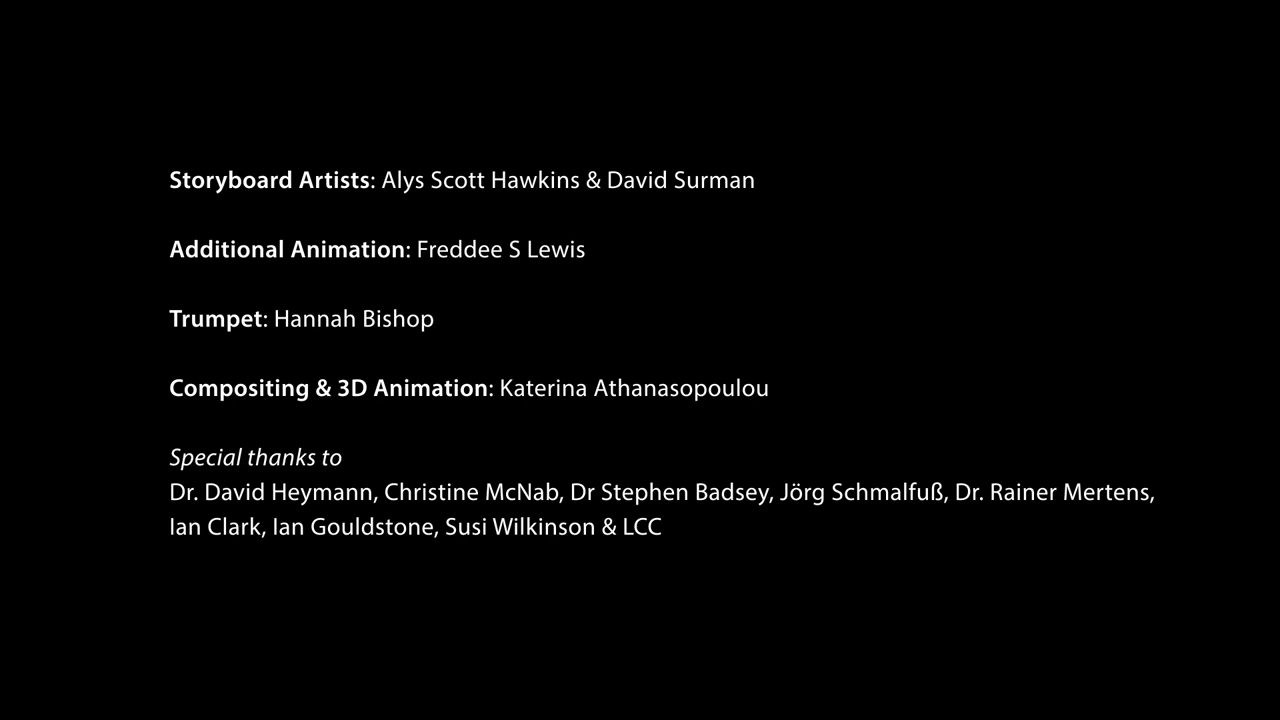 Storyboard Artists: Alys Scott Hawkins & David Surman
Additional Animation: Freddee S Lewis
Trumpet: Hannah Bishop
Compositing & 3D Animation: Katerina Athanasopoulou
Special thanks to
Dr. David Heymann, Christine McNab, Dr Stephen Badsey, Jörg Schmalfuß, Dr. Rainer Mertens,
Ian Clark, Ian Gouldstone, Susi Wilkinson & LCC